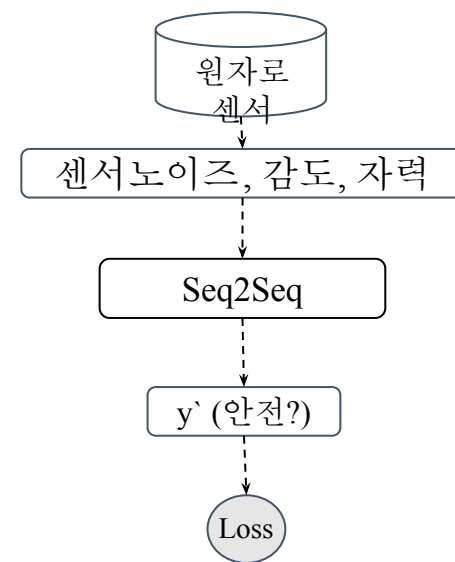 원자로
센서
센서노이즈, 감도, 자력
Seq2Seq
y` (안전?)
Loss